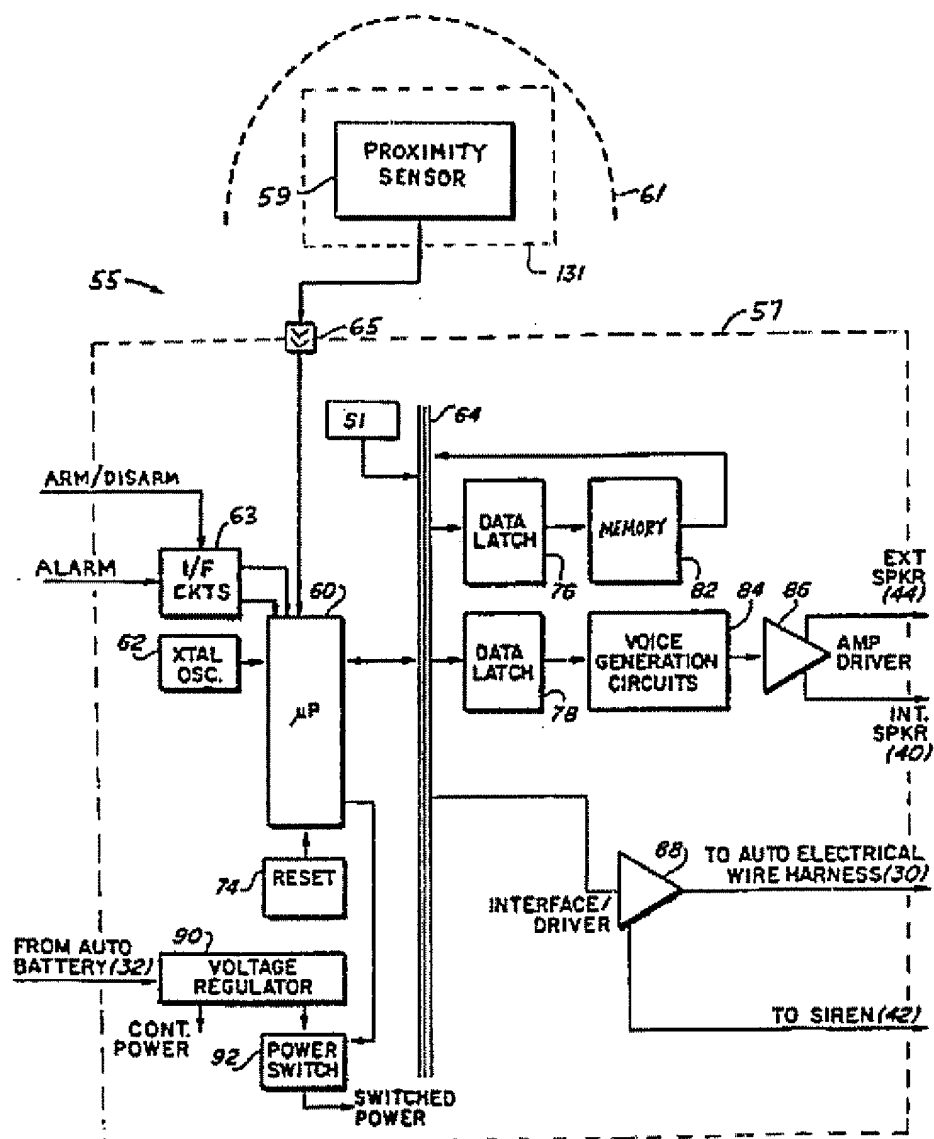 PROXIMITY
SENSOR
59
61
131
55
65
57
51
64
ARM/DISARM
63
I/F
CKTS
ALARM
DATA
LATCH
76
MEMORY
82
EXT
SPKR
(44)
60
62
XTAL
OSC.
μP
DATA
LATCH
78
84
VOICE
GENERATION
CIRCUITS
86
AMP
DRIVER
INT.
SPKR
(40)
74
RESET
88
INTERFACE/
DRIVER
TO AUTO ELECTRICAL
WIRE HARNESS(30)
FROM AUTO
BATTERY(32)
90
VOLTAGE
REGULATOR
CONT.
POWER
92
POWER
SWITCH
SWITCHED
POWER
TO SIREN(42)